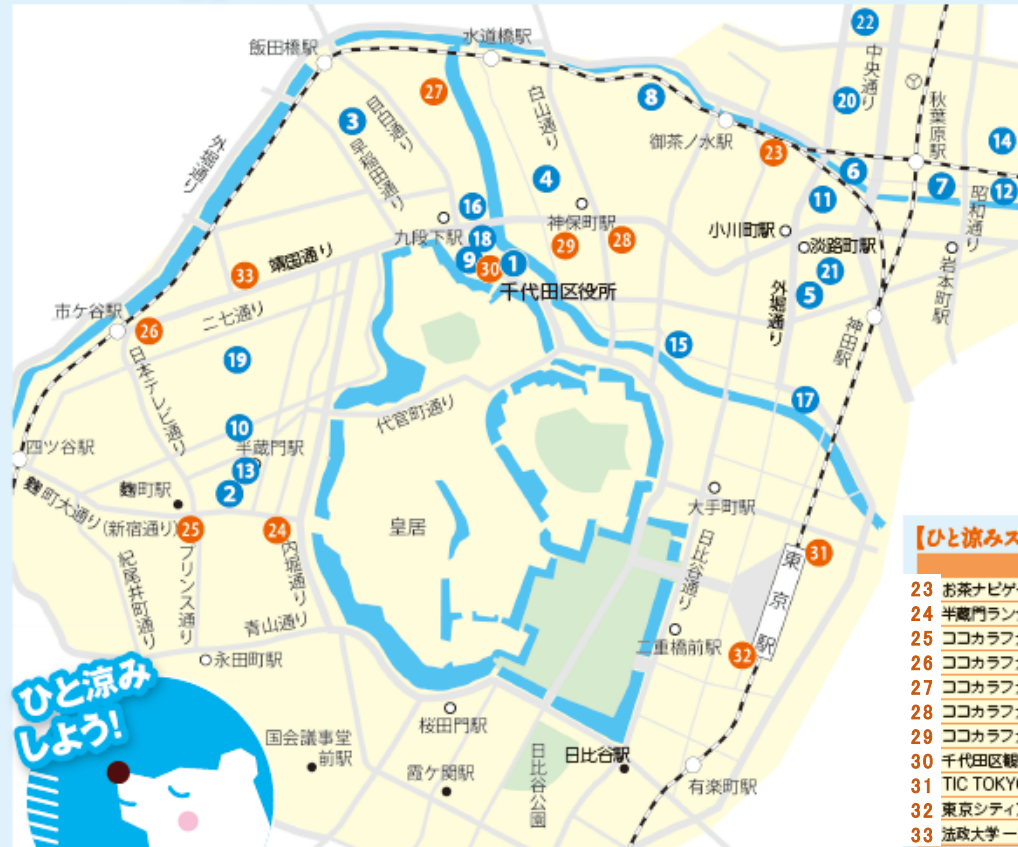 飯田橋駅
水道橋駅
22
中央通り
27
白山通り
8
20
秋葉原駅
目白通り
3
早稲田通り
外堀通り
御茶ノ水駅
23
14
4
6
7
12
昭和通り
16
神保町駅
11
九段下駅
18
29
28
小川町駅
淡路町駅
9
30
1
千代田区役所
21
5
外堀通り
岩本町駅
33
靖国通り
市ケ谷駅
26
二七通り
神田駅
15
19
日本テレビ通り
17
代官町通り
10
半蔵門駅
四ツ谷駅
13
麴町駅
2
大手町駅
麴町大通り(新宿通り)
25
24
皇居
内堀通り
日比谷通り
31
東京駅
紀尾井町通り
プリンス通り
青山通り
永田町駅
二重橋前駅
32
桜田門駅
国会議事堂
前駅
霞ケ関駅
日比谷公園
日比谷駅
有楽町駅
ひと涼み
しよう!
【ひと涼みス
23 お茶ナビゲ
24 半蔵門ラン
25 ココカラファ
26 ココカラファ
27 ココカラファ
28 ココカラファ
29 ココカラファ
30 千代田区観
31 TIC TOKYO
32 東京シティ
33 法政大学 一